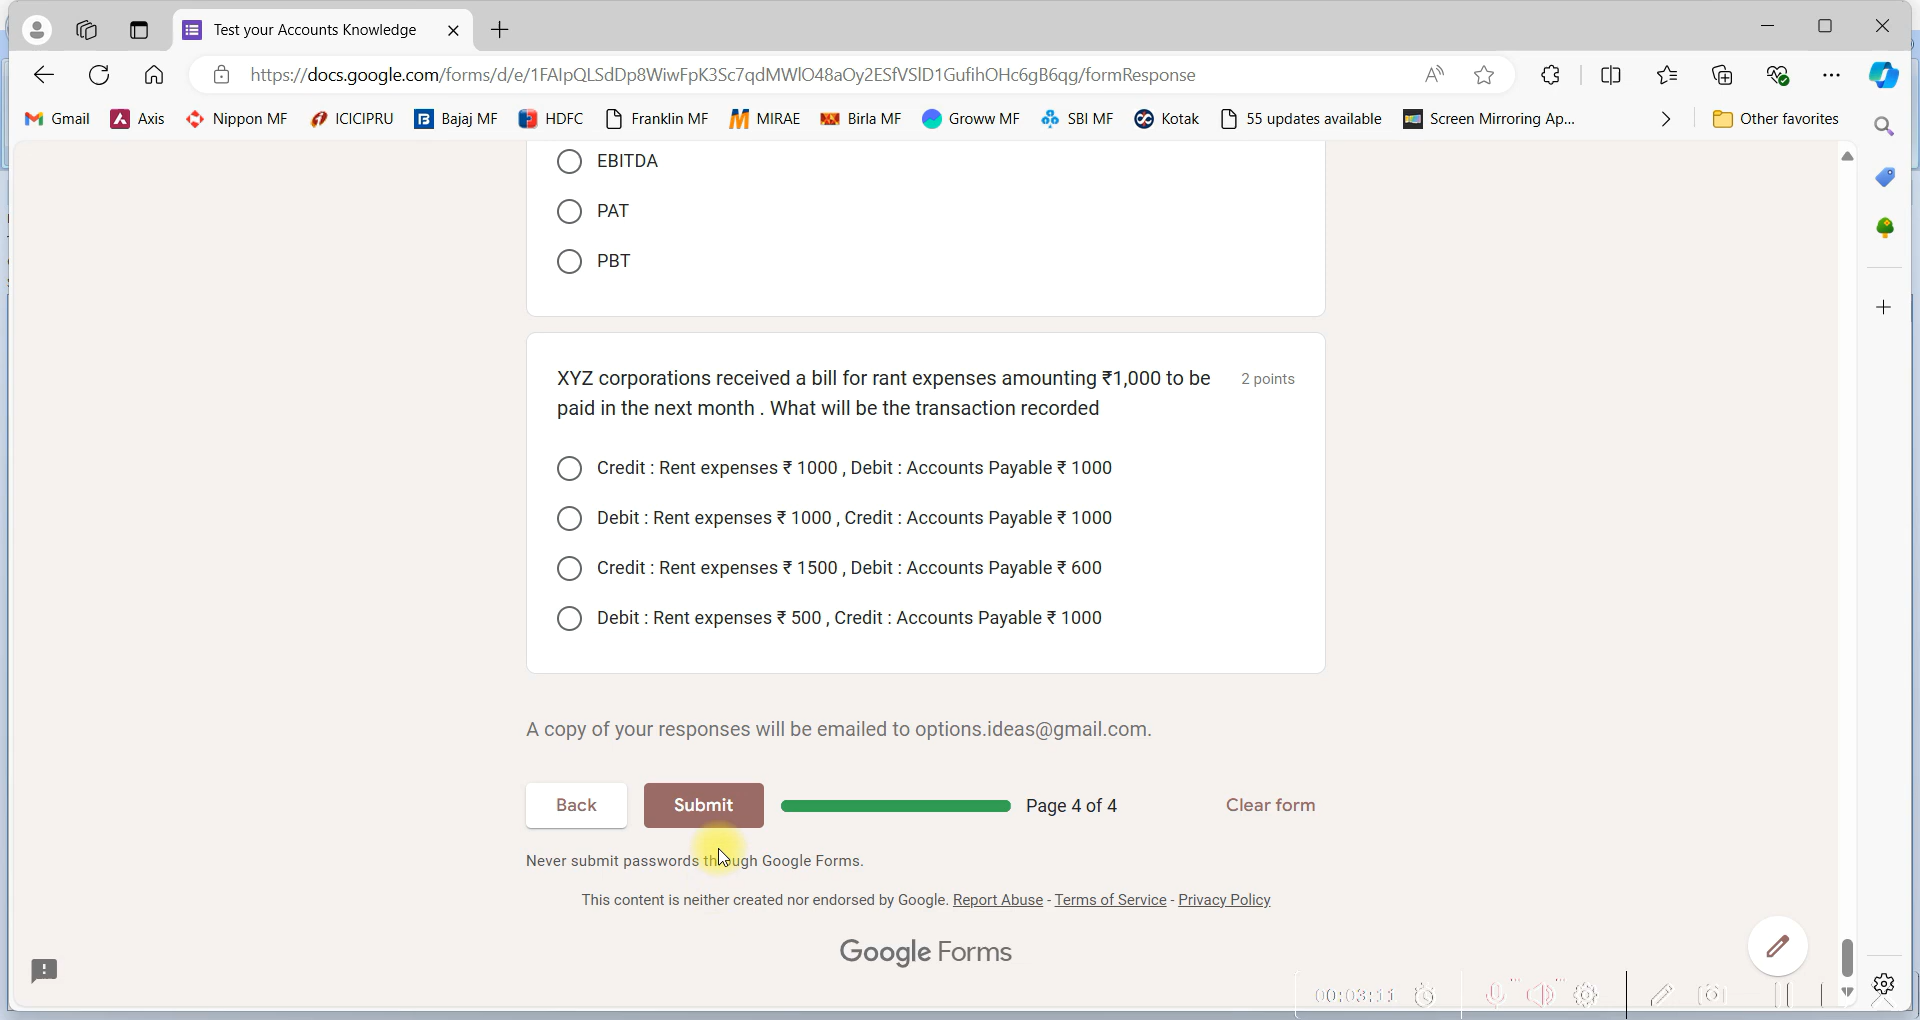 Test your Accounts Knowledge
https://docs.google.com/forms/d/e/1FAIpQLSdDp8WiwFpK3Sc7qdMWlO48aOy2ESfVSlD1GufihOHc6gB6qg/formResponse
Gmail Axis Nippon MF ICICIPRU Bajaj MF HDFC Franklin MF MIRAE Birla MF Groww MF SBI MF Kotak 55 updates available Screen Mirroring Ap... Other favorites
EBITDA
PAT
PBT
XYZ corporations received a bill for rant expenses amounting ₹1,000 to be 2 points
paid in the next month . What will be the transaction recorded
Credit : Rent expenses ₹ 1000 , Debit : Accounts Payable ₹ 1000
Debit : Rent expenses ₹ 1000 , Credit : Accounts Payable ₹ 1000
Credit : Rent expenses ₹ 1500 , Debit : Accounts Payable ₹ 600
Debit : Rent expenses ₹ 500 , Credit : Accounts Payable ₹ 1000
A copy of your responses will be emailed to options.ideas@gmail.com.
Back Submit Page 4 of 4 Clear form
Never submit passwords through Google Forms.
This content is neither created nor endorsed by Google. Report Abuse - Terms of Service - Privacy Policy
Google Forms
00:03:11